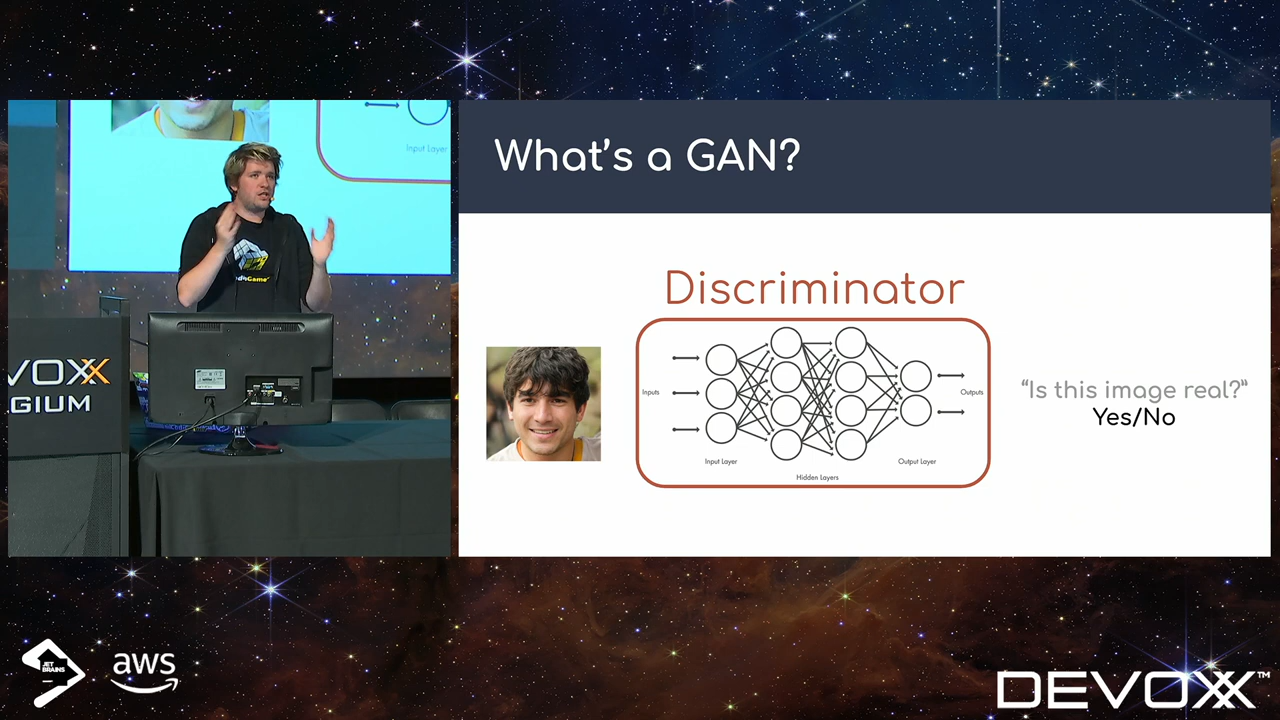 Input Layer
CodinGame
VOXX
GIUM
What's a GAN?
Discriminator
Inputs
Outputs
Input Layer
Output Layer
Hidden Layers
"Is this image real?"
Yes/No
JET
BRAINS
aws
DEVOXX™